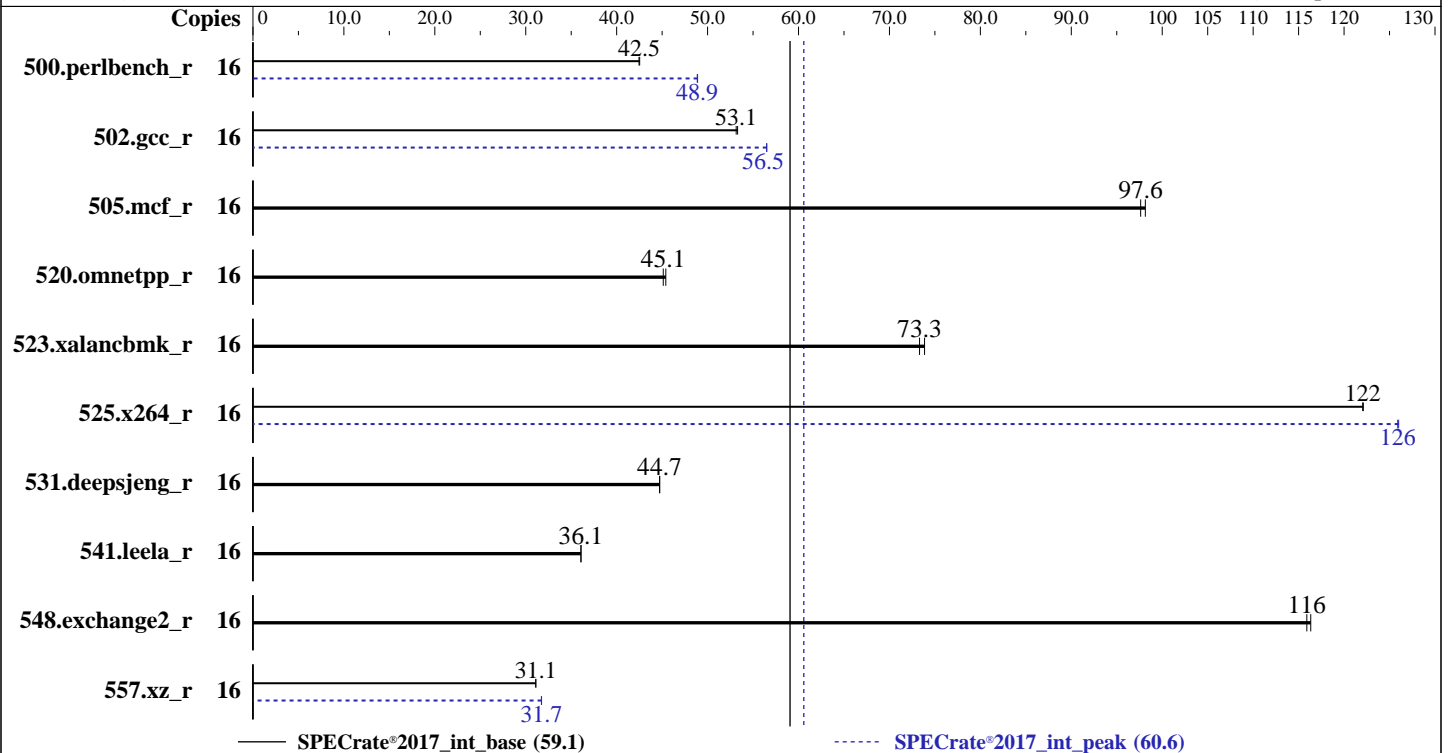 Copies 0 10.0 20.0 30.0 40.0 50.0 60.0 70.0 80.0 90.0 100 105 110 115 120 130
500.perlbench_r 16 42.5
48.9
502.gcc_r 16 53.1
56.5
505.mcf_r 16 97.6
520.omnetpp_r 16 45.1
523.xalancbmk_r 16 73.3
525.x264_r 16 122
126
531.deepsjeng_r 16 44.7
541.leela_r 16 36.1
548.exchange2_r 16 116
557.xz_r 16 31.1
31.7
SPECrate®2017_int_base (59.1) SPECrate®2017_int_peak (60.6)